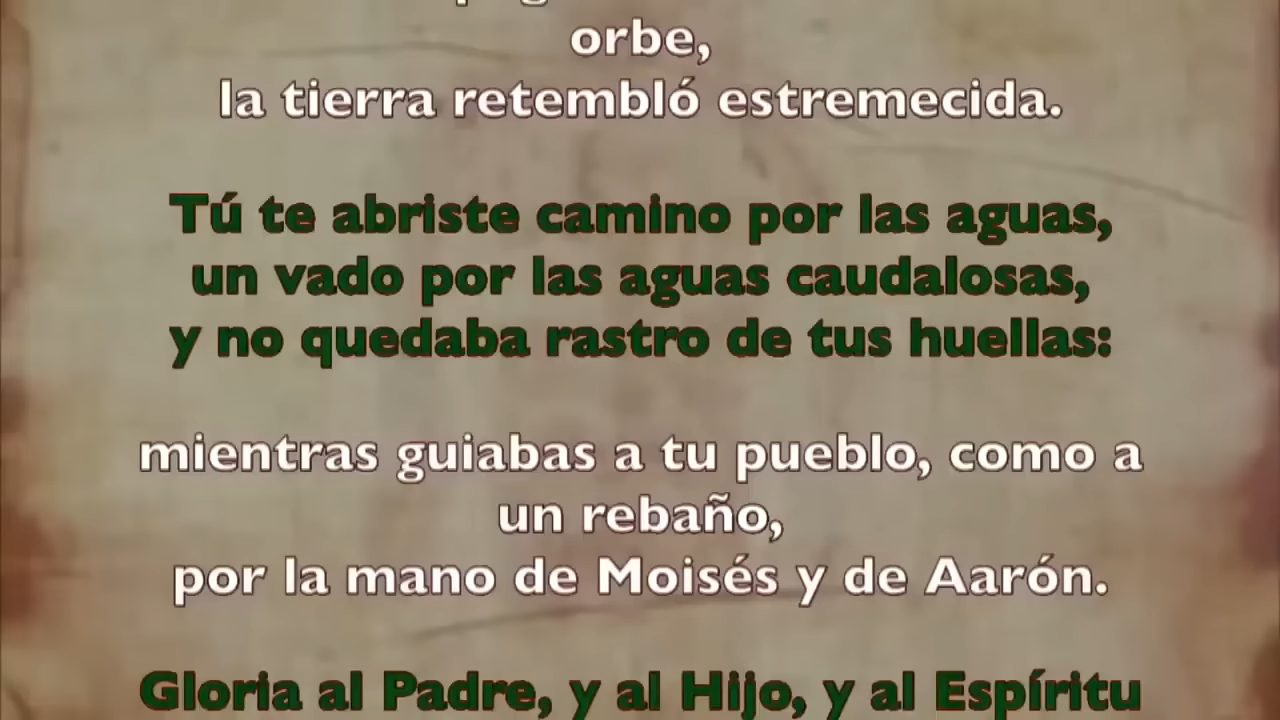 orbe,
la tierra retembló estremecida.
Tú te abriste camino por las aguas,
un vado por las aguas caudalosas,
y no quedaba rastro de tus huellas:
mientras guiabas a tu pueblo, como a
un rebaño,
por la mano de Moisés y de Aarón.
Gloria al Padre, y al Hijo, y al Espíritu